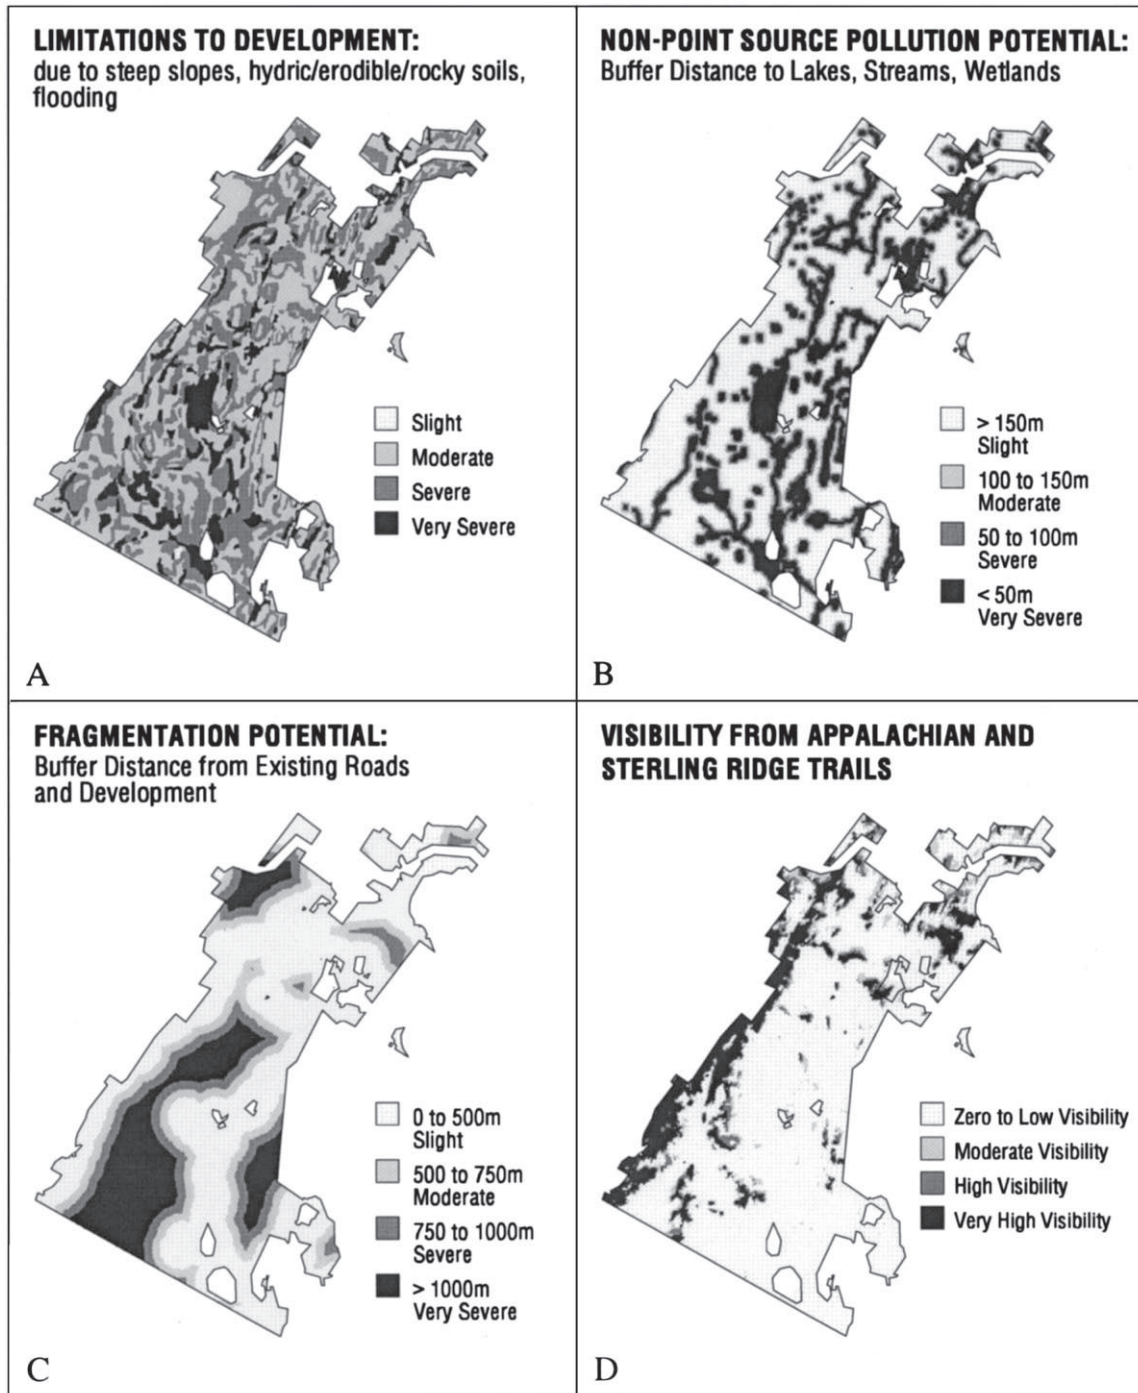 LIMITATIONS TO DEVELOPMENT:
due to steep slopes, hydric/erodible/rocky soils,
flooding
Slight
Moderate
Severe
Very Severe
A
NON-POINT SOURCE POLLUTION POTENTIAL:
Buffer Distance to Lakes, Streams, Wetlands
> 150m
Slight
100 to 150m
Moderate
50 to 100m
Severe
< 50m
Very Severe
B
FRAGMENTATION POTENTIAL:
Buffer Distance from Existing Roads
and Development
0 to 500m
Slight
500 to 750m
Moderate
750 to 1000m
Severe
> 1000m
Very Severe
C
VISIBILITY FROM APPALACHIAN AND
STERLING RIDGE TRAILS
Zero to Low Visibility
Moderate Visibility
High Visibility
Very High Visibility
D